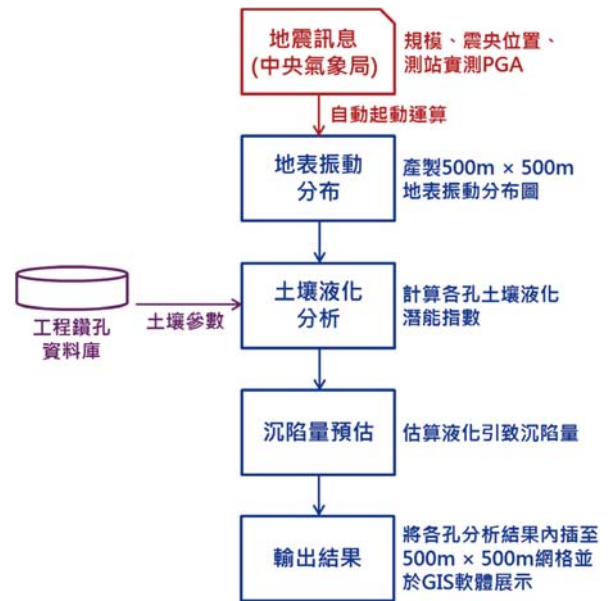 地震訊息
(中央氣象局)
規模、震央位置、
測站實測PGA
自動起動運算
地表振動
分布
產製500m × 500m
地表振動分布圖
工程鑽孔
資料庫
土壤參數
土壤液化
分析
計算各孔土壤液化
潛能指數
沉陷量預估
估算液化引致沉陷量
輸出結果
將各孔分析結果內插至
500m × 500m網格並
於GIS軟體展示